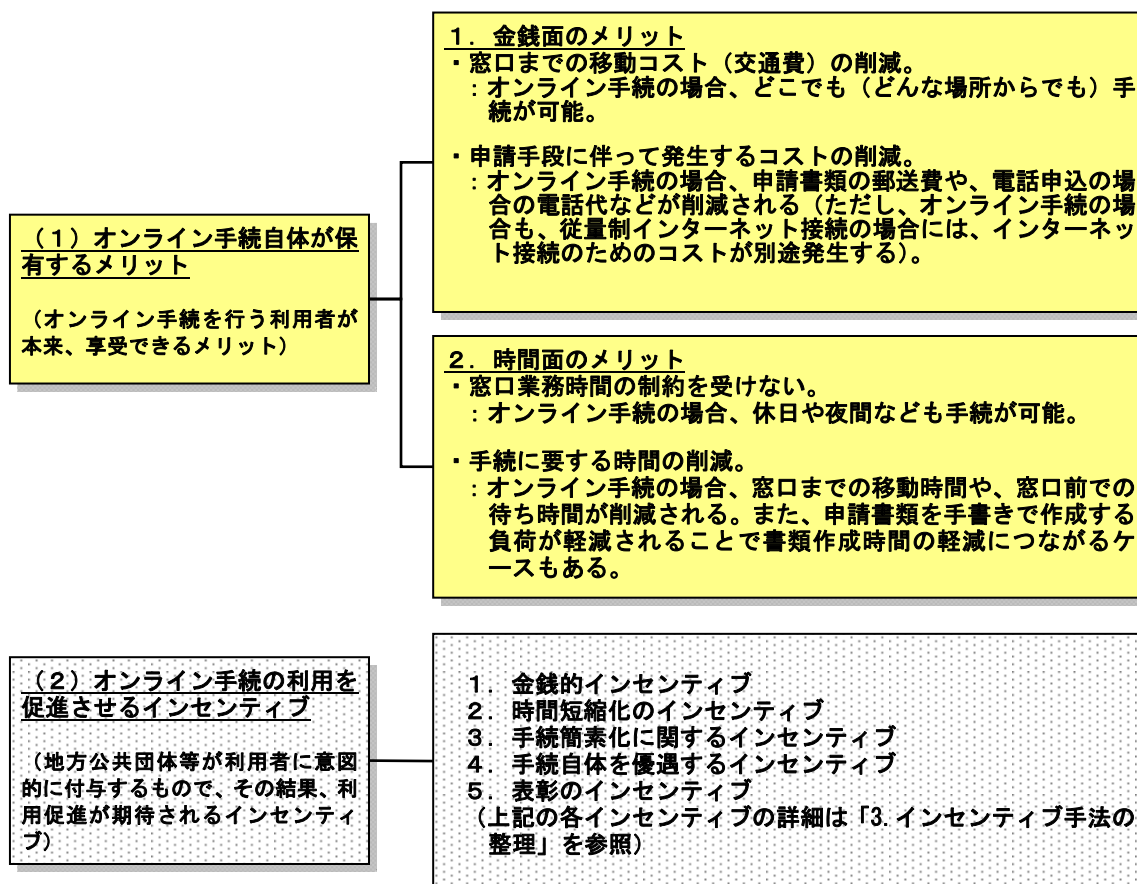 （１）オンライン手続自体が保
有するメリット
（オンライン手続を行う利用者が
本来、享受できるメリット）
１．金銭面のメリット
・窓口までの移動コスト（交通費）の削減。
：オンライン手続の場合、どこでも（どんな場所からでも）手
続が可能。
・申請手段に伴って発生するコストの削減。
：オンライン手続の場合、申請書類の郵送費や、電話申込の場
合の電話代などが削減される（ただし、オンライン手続の場
合も、従量制インターネット接続の場合には、インターネッ
ト接続のためのコストが別途発生する）。
２．時間面のメリット
・窓口業務時間の制約を受けない。
：オンライン手続の場合、休日や夜間なども手続が可能。
・手続に要する時間の削減。
：オンライン手続の場合、窓口までの移動時間や、窓口前での
待ち時間が削減される。また、申請書類を手書きで作成する
負荷が軽減されることで書類作成時間の軽減につながるケ
ースもある。
（２）オンライン手続の利用を
促進させるインセンティブ
（地方公共団体等が利用者に意図
的に付与するもので、その結果、利
用促進が期待されるインセンティ
ブ）
１．金銭的インセンティブ
２．時間短縮化のインセンティブ
３．手続簡素化に関するインセンティブ
４．手続自体を優遇するインセンティブ
５．表彰のインセンティブ
（上記の各インセンティブの詳細は「3.インセンティブ手法の
整理」を参照）